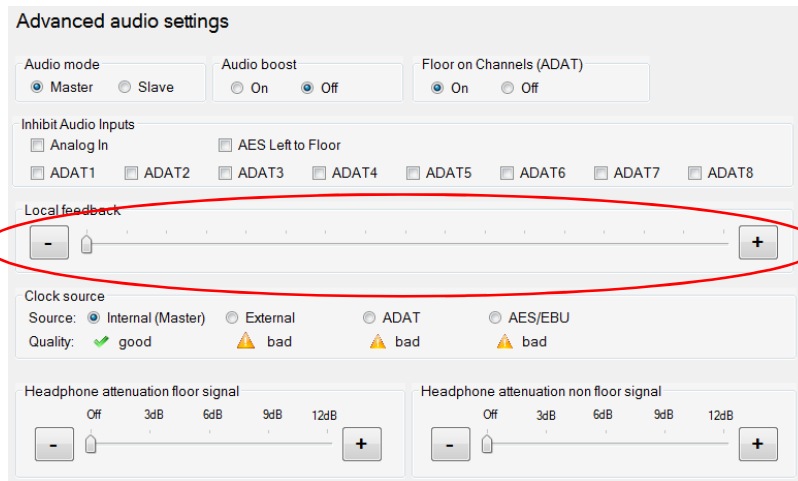 Advanced audio settings
Audio mode Audio boost Floor on Channels (ADAT)
Master Slave On Off On Off
Inhibit Audio Inputs
Analog In AES Left to Floor
ADAT1 ADAT2 ADAT3 ADAT4 ADAT5 ADAT6 ADAT7 ADAT8
Local feedback
- +
Clock source
Source: Internal (Master) External ADAT AES/EBU
Quality: good bad bad bad
Headphone attenuation floor signal Headphone attenuation non floor signal
Off 3dB 6dB 9dB 12dB Off 3dB 6dB 9dB 12dB
- + - +